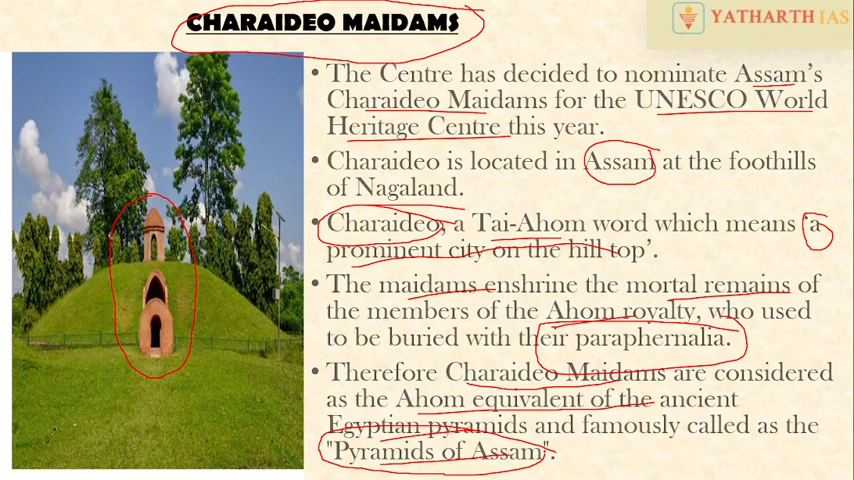 CHARAIDEO MAIDAMS
YATHARTH IAS
• The Centre has decided to nominate Assam's
Charaideo Maidams for the UNESCO World
Heritage Centre this year.
• Charaideo is located in Assam at the foothills
of Nagaland.
• Charaideo, a Tai-Ahom word which means 'a
prominent city on the hill top'.
• The maidams enshrine the mortal remains of
the members of the Ahom royalty, who used
to be buried with their paraphernalia.
• Therefore Charaideo Maidams are considered
as the Ahom equivalent of the ancient
Egyptian pyramids and famously called as the
"Pyramids of Assam".